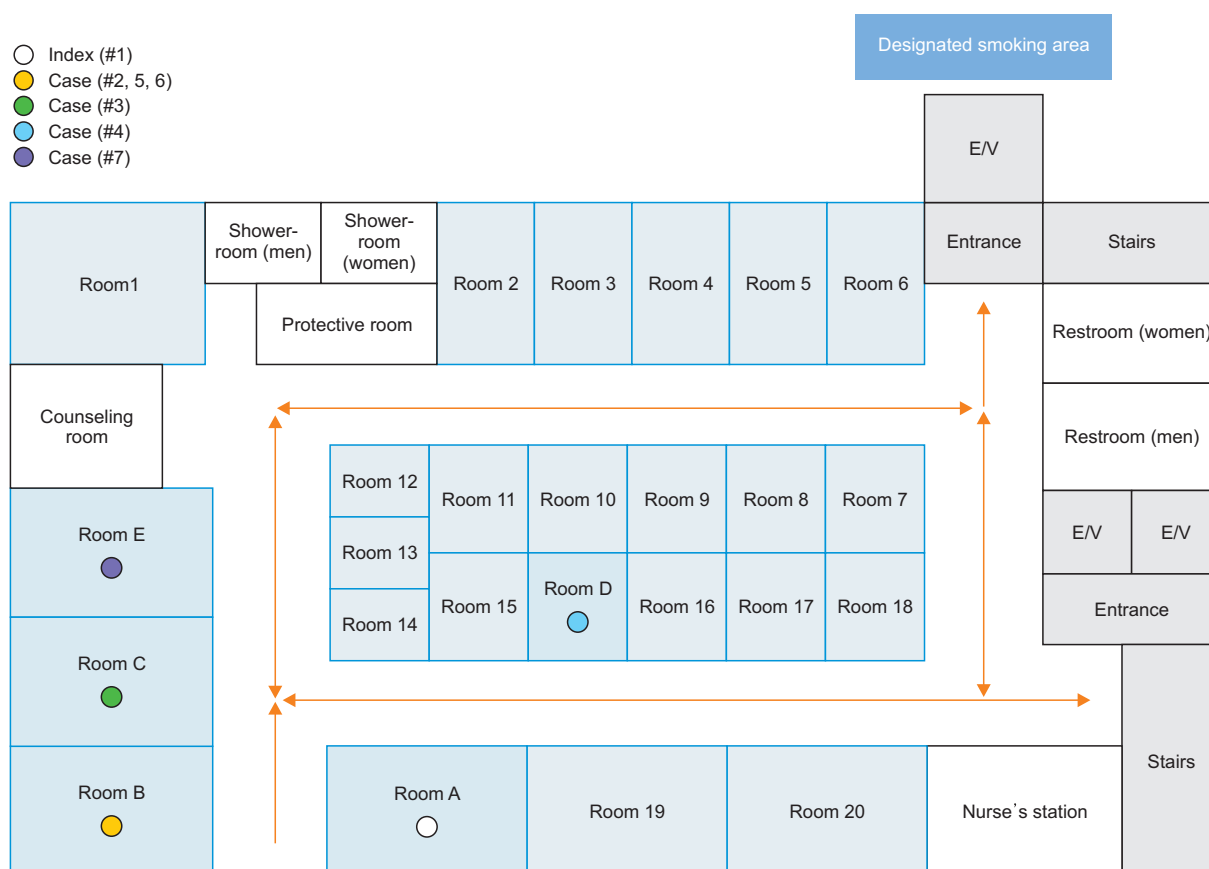 Designated smoking area
Index (#1)
Case (#2, 5, 6)
Case (#3)
Case (#4)
Case (#7)
E/V
Room1
Shower-
room (men)
Shower-
room
(women)
Room 2
Room 3
Room 4
Room 5
Room 6
Entrance
Stairs
Protective room
Restroom (women)
Counseling
room
Restroom (men)
Room 12
Room 11
Room 10
Room 9
Room 8
Room 7
Room E
Room 13
E/V
E/V
Room 14
Room 15
Room D
Room 16
Room 17
Room 18
Entrance
Room C
Room B
Room A
Room 19
Room 20
Nurse's station
Stairs